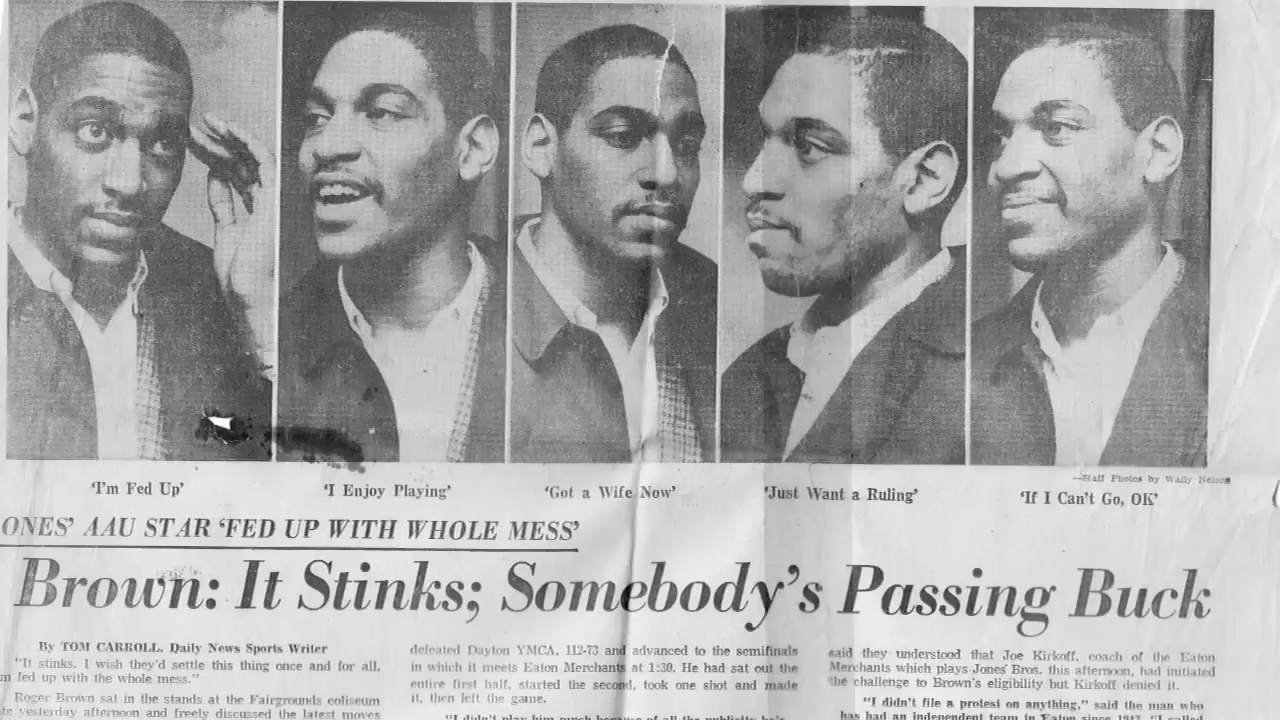 —Staff Photos by Wally Nelson
'I'm Fed Up'
'I Enjoy Playing'
'Got a Wife Now'
'Just Want a Ruling'
'If I Can't Go, OK'
ONES' AAU STAR 'FED UP WITH WHOLE MESS'
Brown: It Stinks; Somebody's Passing Buck
By TOM CARROLL, Daily News Sports Writer
"It stinks. I wish they'd settle this thing once and for all.
m fed up with the whole mess."
Roger Brown sat in the stands at the Fairgrounds coliseum
yesterday afternoon and freely discussed the latest moves
defeated Dayton YMCA, 112-73 and advanced to the semifinals
in which it meets Eaton Merchants at 1:30. He had sat out the
entire first half, started the second, took one shot and made
it, then left the game.
"I didn't play him much because of all the publicity he's
said they understood that Joe Kirkoff, coach of the Eaton
Merchants which plays Jones' Bros. this afternoon, had initiated
the challenge to Brown's eligibility but Kirkoff denied it.
"I didn't file a protest on anything," said the man who
has had an independent team in Eaton since